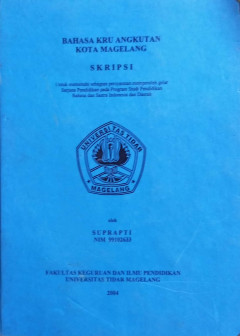 BAHASA KRU ANGKUTAN
KOTA MAGELANG
SKRIPSI
Untuk memenuhi sebagian persyaratan memperoleh gelar
Sarjana Pendidikan pada Program Studi Pendidikan
Bahasa dan Sastra Indonesia dan Daerah
UNIVERSITAS TIDAR
MAGELANG
oleh
SUPRAPTI
NIM
FAKULTAS KEGURUAN DAN ILMU PENDIDIKAN
UNIVERSITAS TIDAR MAGELANG
2004